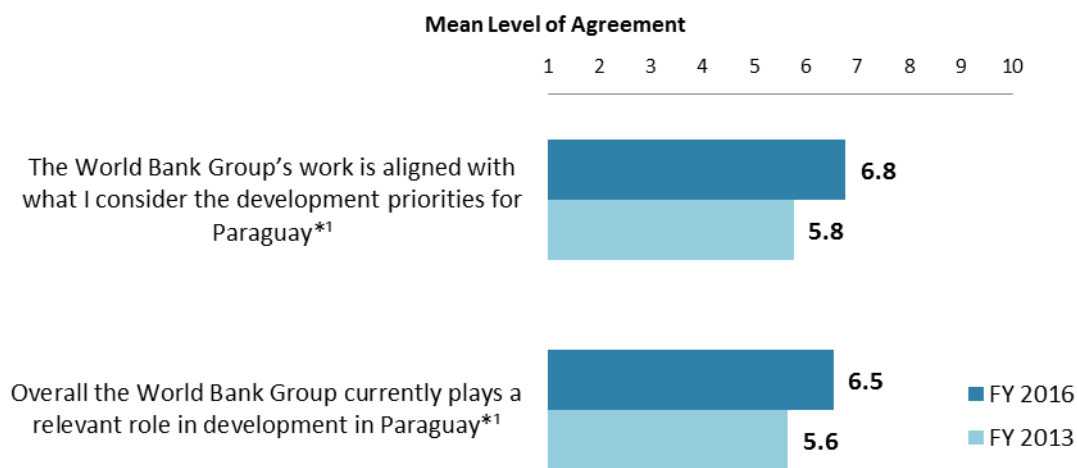 Mean Level of Agreement
1 2 3 4 5 6 7 8 9 10
The World Bank Group’s work is aligned with
what I consider the development priorities for
Paraguay*¹
6.8
5.8
Overall the World Bank Group currently plays a
relevant role in development in Paraguay*¹
6.5
5.6
FY 2016
FY 2013